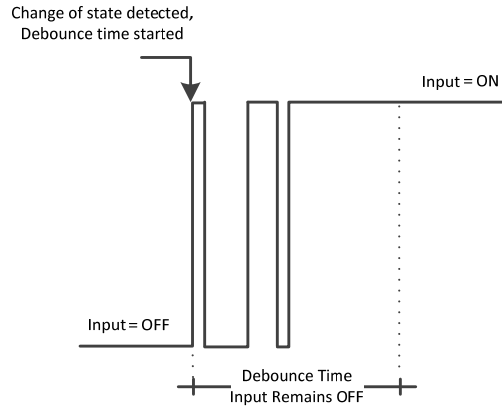 Change of state detected,
Debounce time started
Input = ON
Input = OFF
Debounce Time
Input Remains OFF